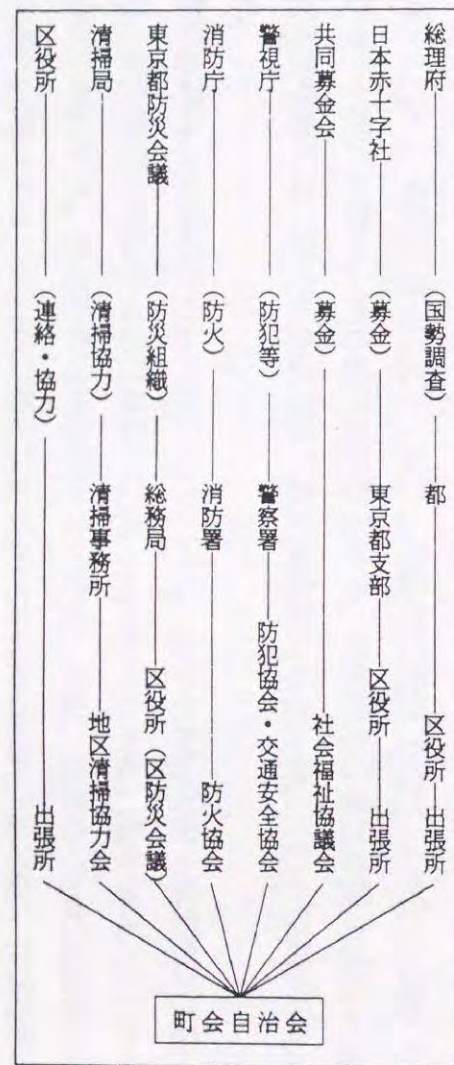 総理府（国勢調査）都 区役所 出張所
日本赤十字社（募金）東京都支部 区役所 出張所
共同募金会（募金）社会福祉協議会
警視庁（防犯等）警察署 防犯協会・交通安全協会
消防庁（防火）消防署 防火協会
東京都防災会議（防災組織）総務局 区役所（区防災会議）
清掃局（清掃協力）清掃事務所 地区清掃協力会
区役所（連絡・協力）出張所
町会自治会